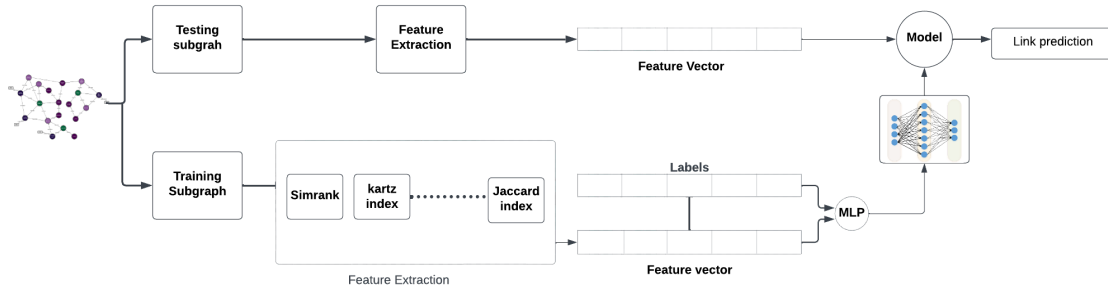 Testing
subgrah
Feature
Extraction
Feature Vector
Model
Link prediction
Training
Subgraph
Simrank
kartz
index
Jaccard
index
Feature Extraction
Labels
Feature vector
MLP